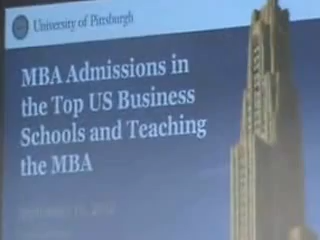 University of Pittsburgh
MBA Admissions in
the Top US Business
Schools and Teaching
the MBA